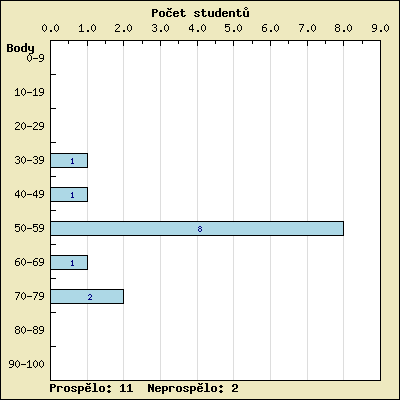 Počet studentů
0.0 1.0 2.0 3.0 4.0 5.0 6.0 7.0 8.0 9.0
Body
0-9
10-19
20-29
30-39 1
40-49 1
50-59 8
60-69 1
70-79 2
80-89
90-100
Prospělo: 11 Neprospělo: 2